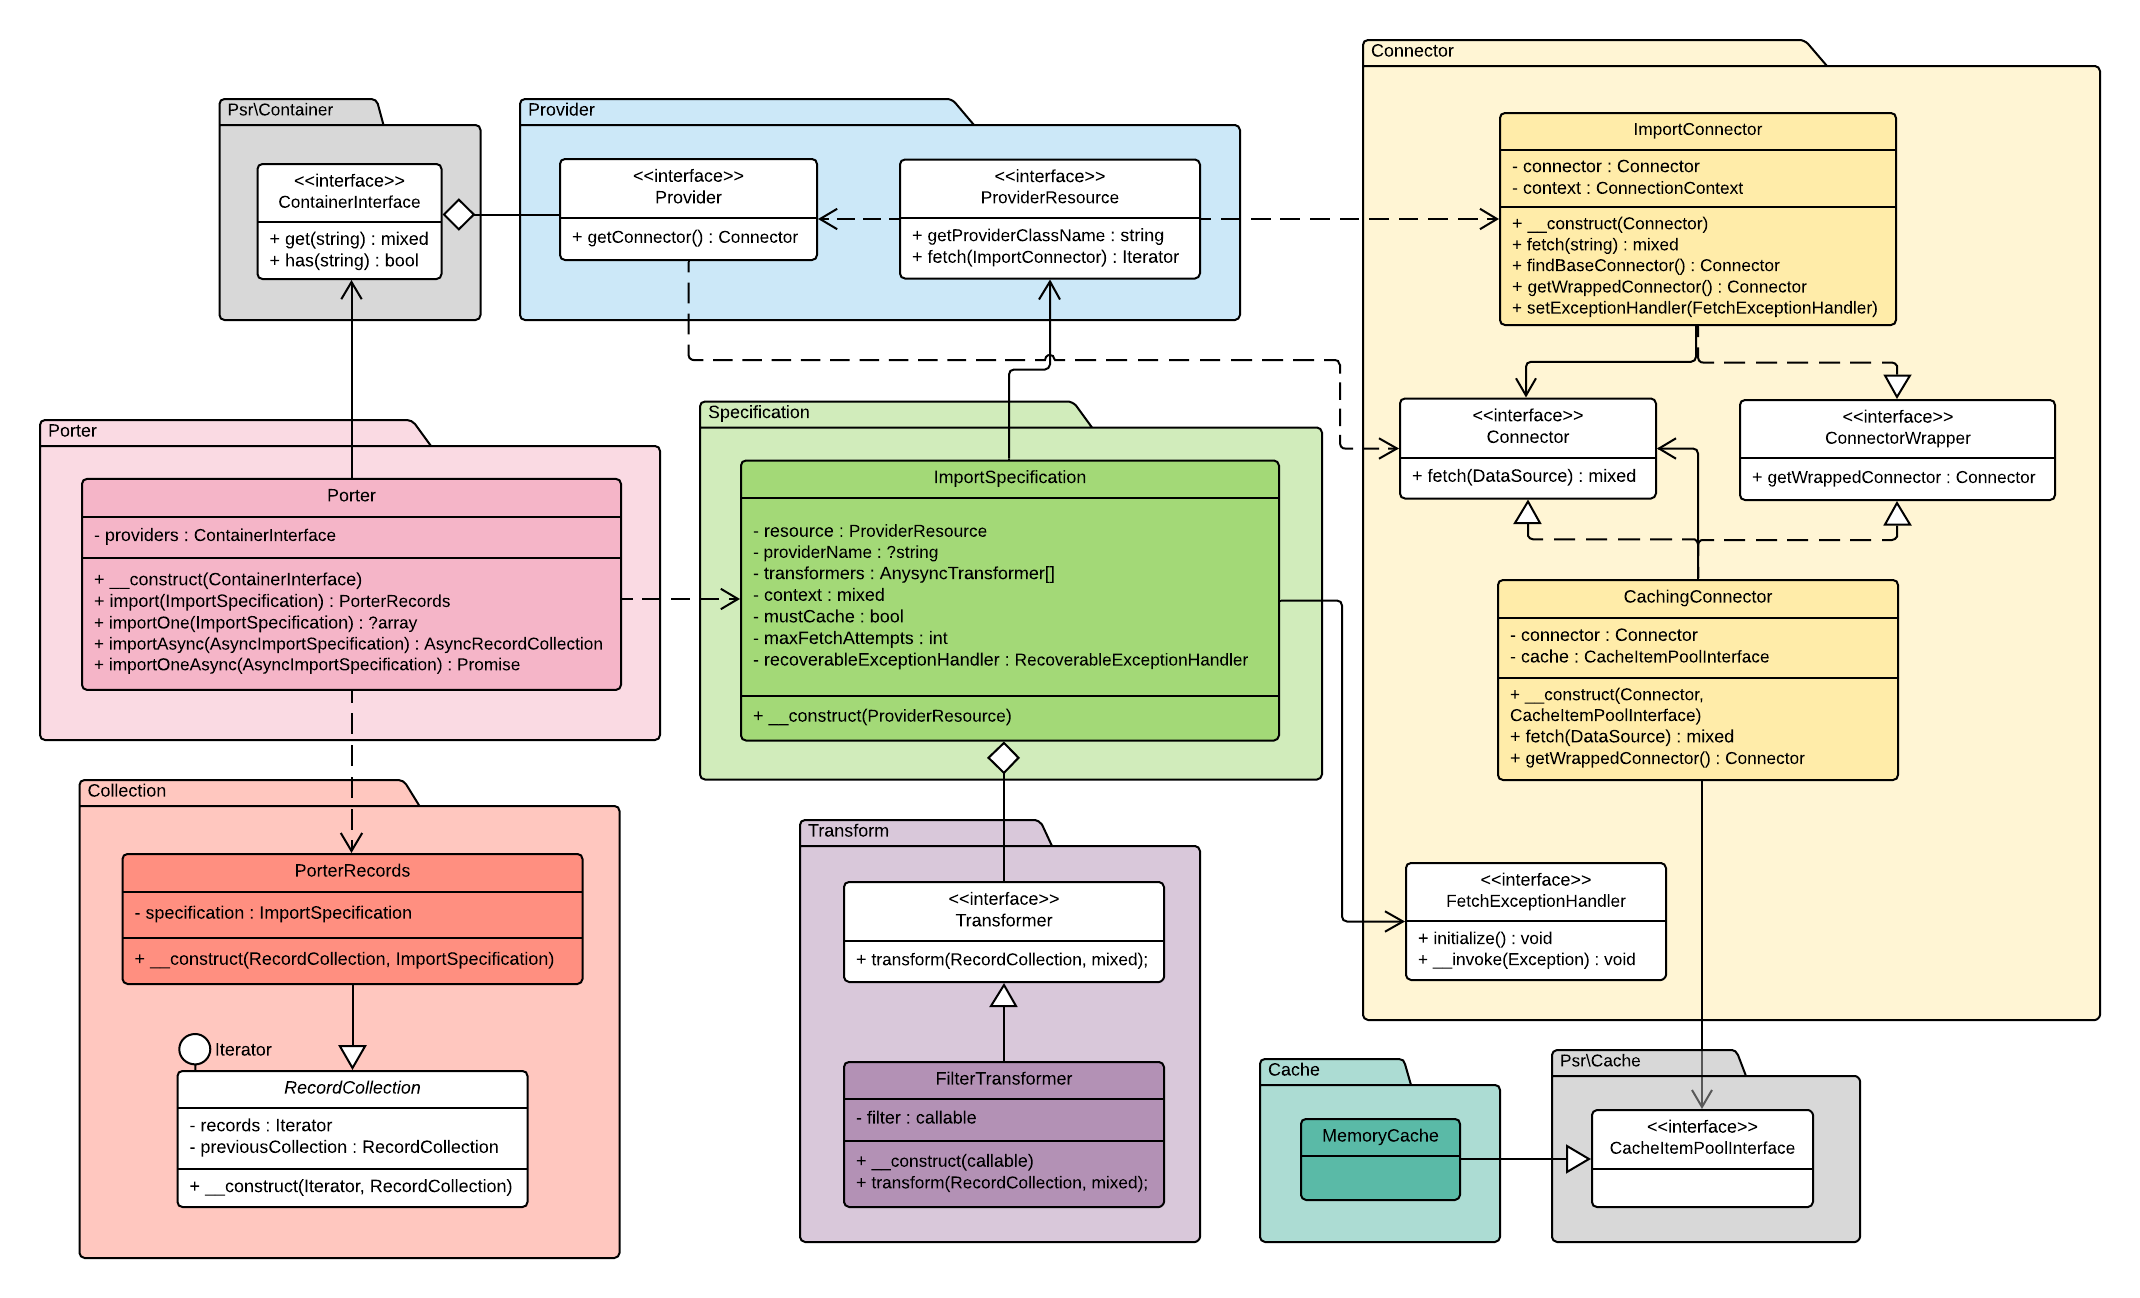 Connector
ImportConnector
- connector : Connector
- context : ConnectionContext
+ __construct(Connector)
+ fetch(string) : mixed
+ findBaseConnector() : Connector
+ getWrappedConnector() : Connector
+ setExceptionHandler(FetchExceptionHandler)
Psr\Container
<<interface>>
ContainerInterface
+ get(string) : mixed
+ has(string) : bool
Provider
<<interface>>
Provider
+ getConnector() : Connector
<<interface>>
ProviderResource
+ getProviderClassName : string
+ fetch(ImportConnector) : Iterator
<<interface>>
Connector
+ fetch(DataSource) : mixed
<<interface>>
ConnectorWrapper
+ getWrappedConnector : Connector
Porter
Porter
- providers : ContainerInterface
+ __construct(ContainerInterface)
+ import(ImportSpecification) : PorterRecords
+ importOne(ImportSpecification) : ?array
+ importAsync(AsyncImportSpecification) : AsyncRecordCollection
+ importOneAsync(AsyncImportSpecification) : Promise
Specification
ImportSpecification
- resource : ProviderResource
- providerName : ?string
- transformers : AnysyncTransformer[]
- context : mixed
- mustCache : bool
- maxFetchAttempts : int
- recoverableExceptionHandler : RecoverableExceptionHandler
+ __construct(ProviderResource)
CachingConnector
- connector : Connector
- cache : CacheItemPoolInterface
+ __construct(Connector,
CacheItemPoolInterface)
+ fetch(DataSource) : mixed
+ getWrappedConnector() : Connector
Collection
PorterRecords
- specification : ImportSpecification
+ __construct(RecordCollection, ImportSpecification)
Iterator
RecordCollection
- records : Iterator
- previousCollection : RecordCollection
+ __construct(Iterator, RecordCollection)
Transform
<<interface>>
Transformer
+ transform(RecordCollection, mixed);
FilterTransformer
- filter : callable
+ __construct(callable)
+ transform(RecordCollection, mixed);
<<interface>>
FetchExceptionHandler
+ initialize() : void
+ __invoke(Exception) : void
Cache
MemoryCache
Psr\Cache
<<interface>>
CacheItemPoolInterface